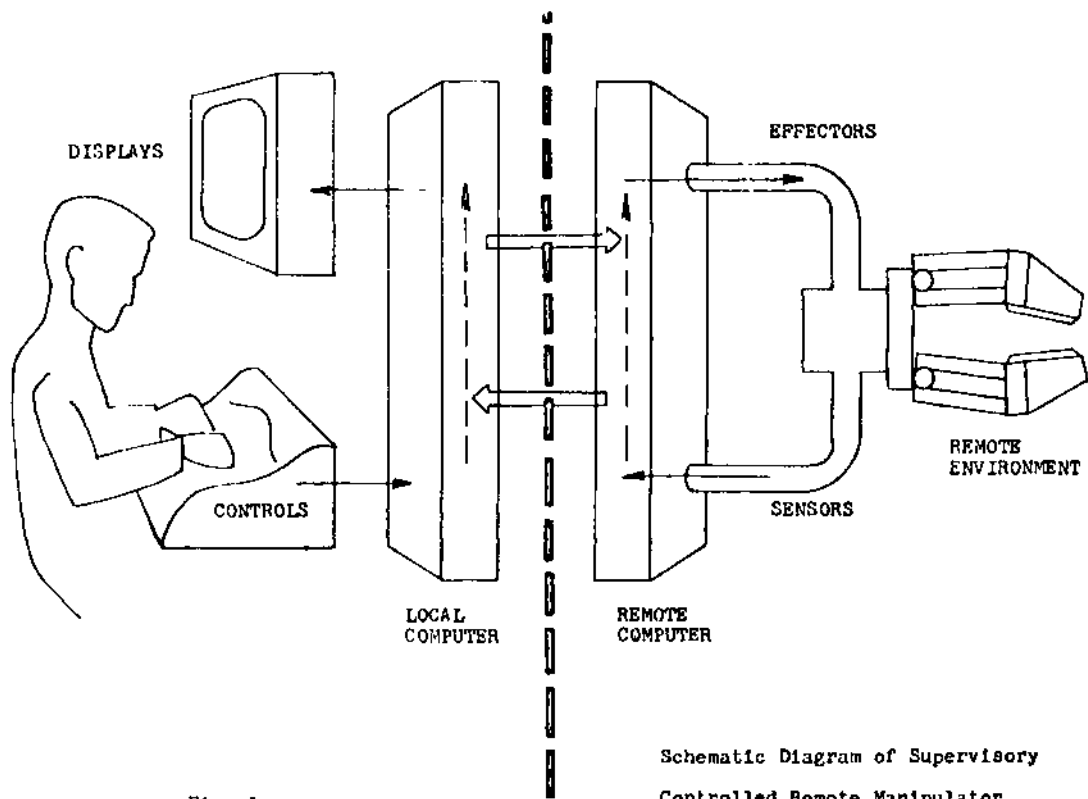 DISPLAYS
EFFECTORS
CONTROLS
SENSORS
REMOTE
ENVIRONMENT
LOCAL
COMPUTER
REMOTE
COMPUTER
Schematic Diagram of Supervisory
Controlled Remote Manipulator